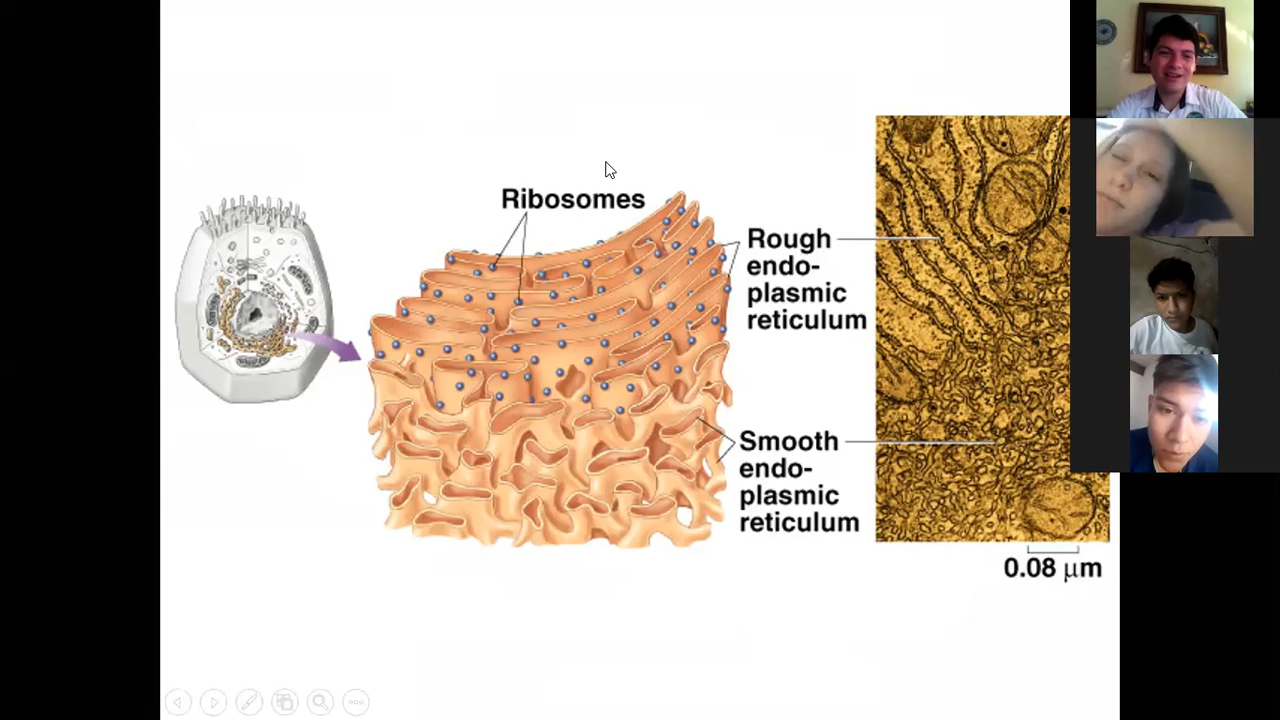 Ribosomes
Rough
endo-
plasmic
reticulum
Smooth
endo-
plasmic
reticulum
0.08 μm